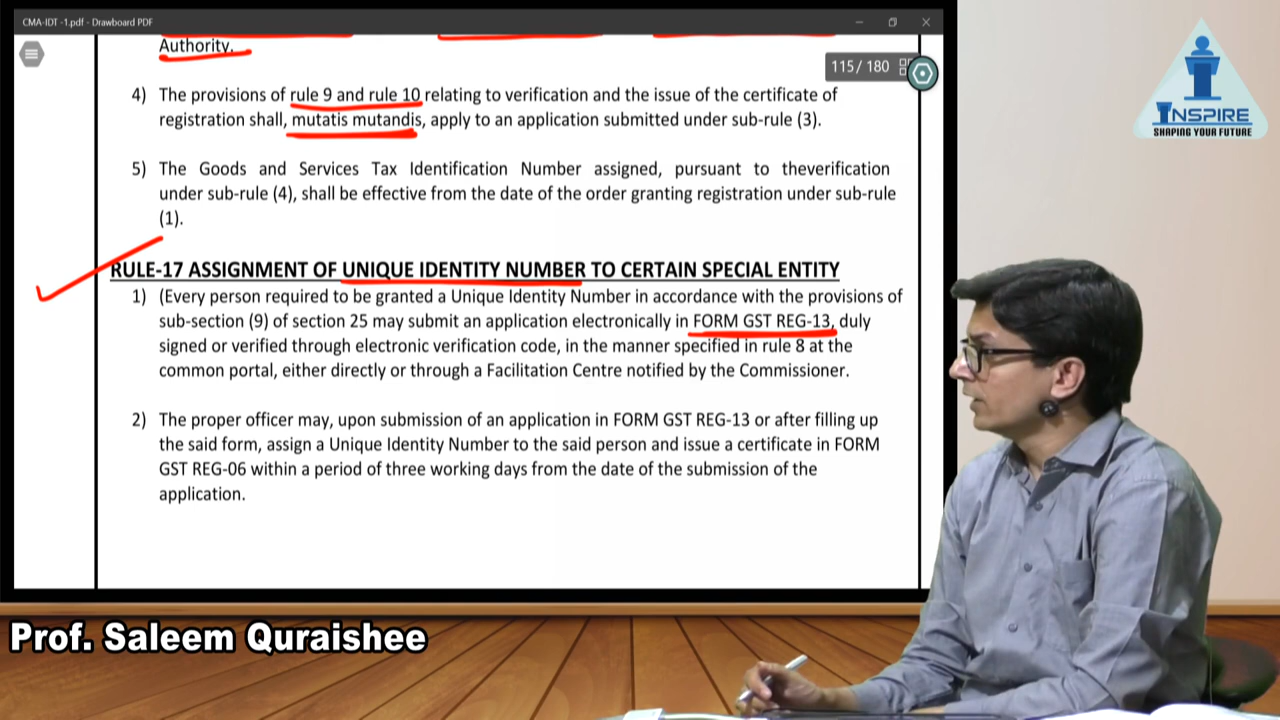 CMA-IDT -1.pdf - Drawboard PDF
Authority.
115 / 180
4) The provisions of rule 9 and rule 10 relating to verification and the issue of the certificate of
registration shall, mutatis mutandis, apply to an application submitted under sub-rule (3).
5) The Goods and Services Tax Identification Number assigned, pursuant to theverification
under sub-rule (4), shall be effective from the date of the order granting registration under sub-rule
(1).
RULE-17 ASSIGNMENT OF UNIQUE IDENTITY NUMBER TO CERTAIN SPECIAL ENTITY
1) (Every person required to be granted a Unique Identity Number in accordance with the provisions of
sub-section (9) of section 25 may submit an application electronically in FORM GST REG-13, duly
signed or verified through electronic verification code, in the manner specified in rule 8 at the
common portal, either directly or through a Facilitation Centre notified by the Commissioner.
2) The proper officer may, upon submission of an application in FORM GST REG-13 or after filling up
the said form, assign a Unique Identity Number to the said person and issue a certificate in FORM
GST REG-06 within a period of three working days from the date of the submission of the
application.
INSPIRE
SHAPING YOUR FUTURE
Prof. Saleem Quraishee